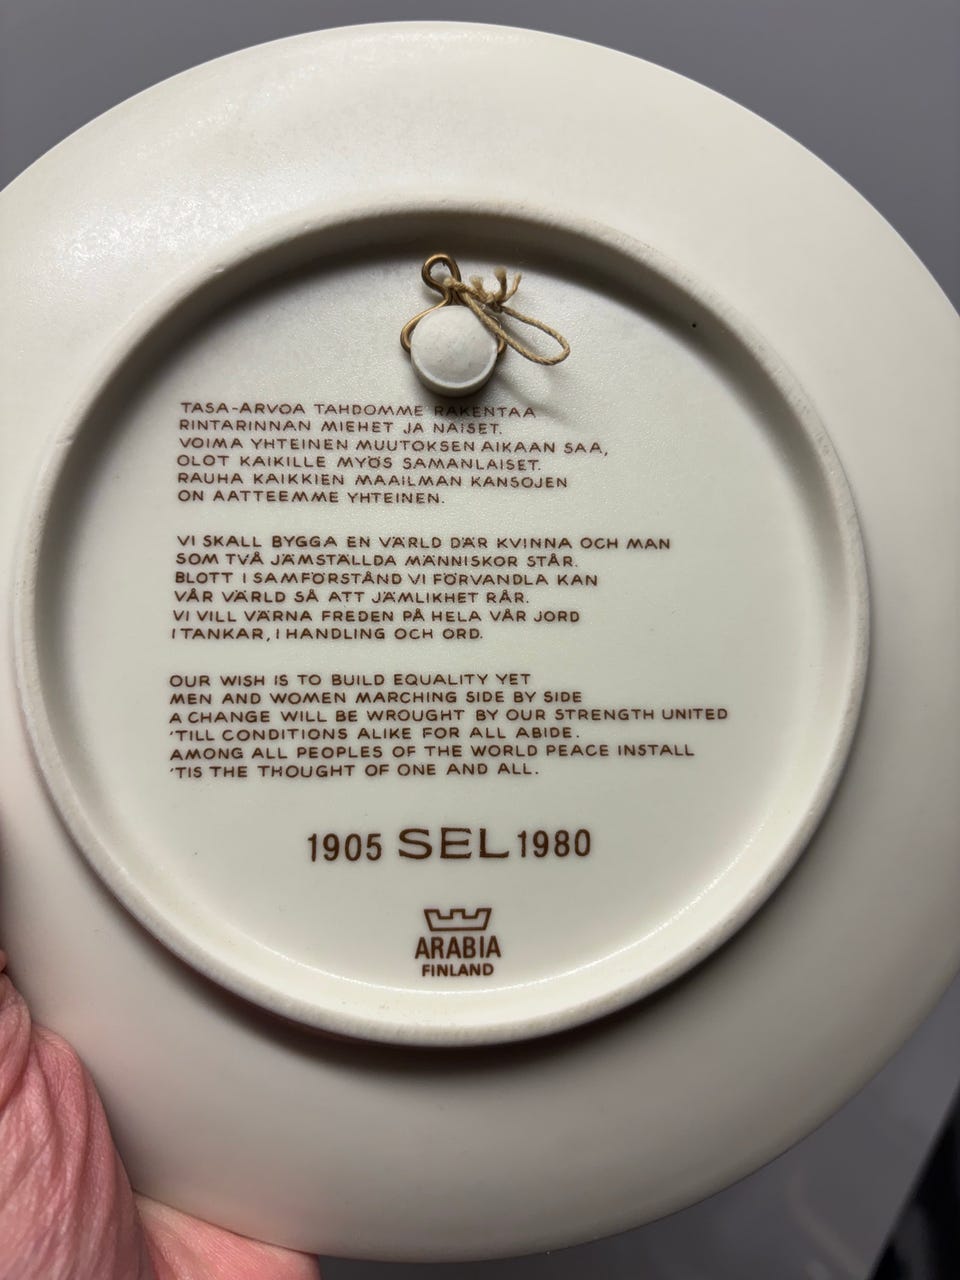 TASA-ARVOA TAHDOMME RAKENTAA
RINTARINNAN MIEHET JA NAISET.
VOIMA YHTEINEN MUUTOKSEN AIKAAN SAA,
OLOT KAIKILLE MYÖS SAMANLAISET.
RAUHA KAIKKIEN MAAILMAN KANSOJEN
ON AATTEEMME YHTEINEN.
VI SKALL BYGGA EN VÄRLD DÄR KVINNA OCH MAN
SOM TVÅ JÄMSTÄLLDA MÄNNISKOR STÅR.
BLOTT I SAMFÖRSTÅND VI FÖRVANDLA KAN
VÅR VÄRLD SÅ ATT JÄMLIKHET RÅR.
VI VILL VÄRNA FREDEN PÅ HELA VÅR JORD
I TANKAR, I HANDLING OCH ORD.
OUR WISH IS TO BUILD EQUALITY YET
MEN AND WOMEN MARCHING SIDE BY SIDE
A CHANGE WILL BE WROUGHT BY OUR STRENGTH UNITED
'TILL CONDITIONS ALIKE FOR ALL ABIDE.
AMONG ALL PEOPLES OF THE WORLD PEACE INSTALL
'TIS THE THOUGHT OF ONE AND ALL.
1905 SEL 1980
ARABIA
FINLAND